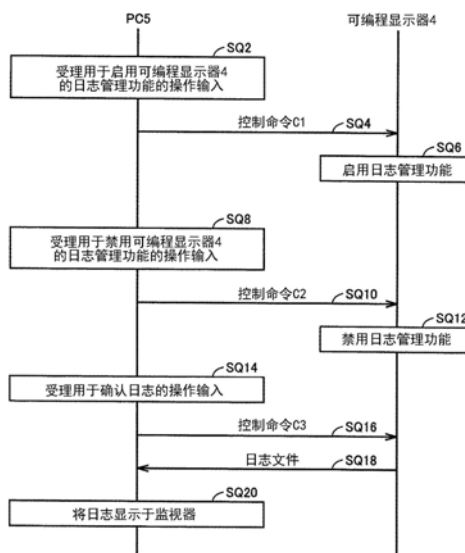 PC5
可编程显示器4
SQ2
受理用于启用可编程显示器4
的日志管理功能的操作输入
控制命令C1
SQ4
SQ6
启用日志管理功能
SQ8
受理用于禁用可编程显示器4
的日志管理功能的操作输入
控制命令C2
SQ10
SQ12
禁用日志管理功能
SQ14
受理用于确认日志的操作输入
控制命令C3
SQ16
日志文件
SQ18
SQ20
将日志显示于监视器